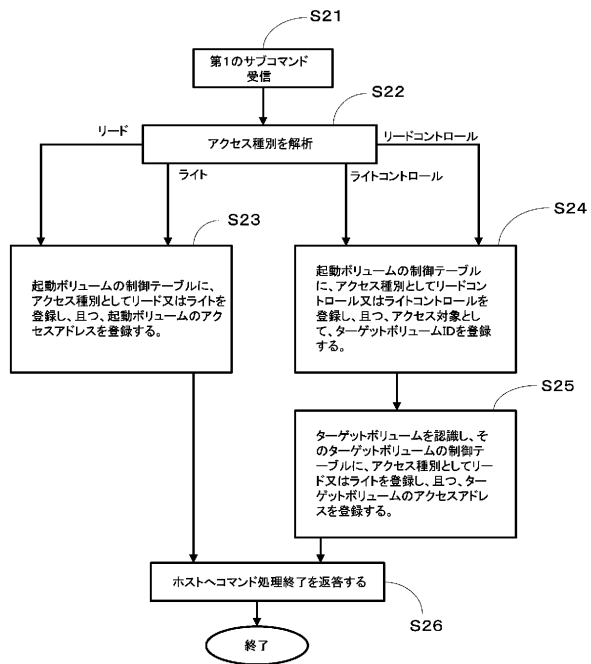 S21
第1のサブコマンド
受信
S22
リード
アクセス種別を解析
リードコントロール
ライト
ライトコントロール
S23
S24
起動ボリュームの制御テーブルに、
アクセス種別としてリード又はライトを
登録し、且つ、起動ボリュームのアク
セスアドレスを登録する。
起動ボリュームの制御テーブル
に、アクセス種別としてリードコン
トロール又はライトコントロールを
登録し、且つ、アクセス対象とし
て、ターゲットボリュームIDを登録
する。
S25
ターゲットボリュームを認識し、そ
のターゲットボリュームの制御テ
ーブルに、アクセス種別としてリー
ド又はライトを登録し、且つ、ター
ゲットボリュームのアクセスアドレ
スを登録する。
ホストへコマンド処理終了を返答する
S26
終了